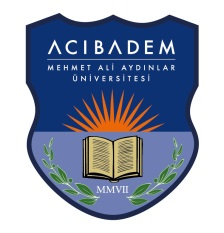 ACIBADEM
MEHMET ALİ AYDINLAR
ÜNİVERSİTESİ
MMVII